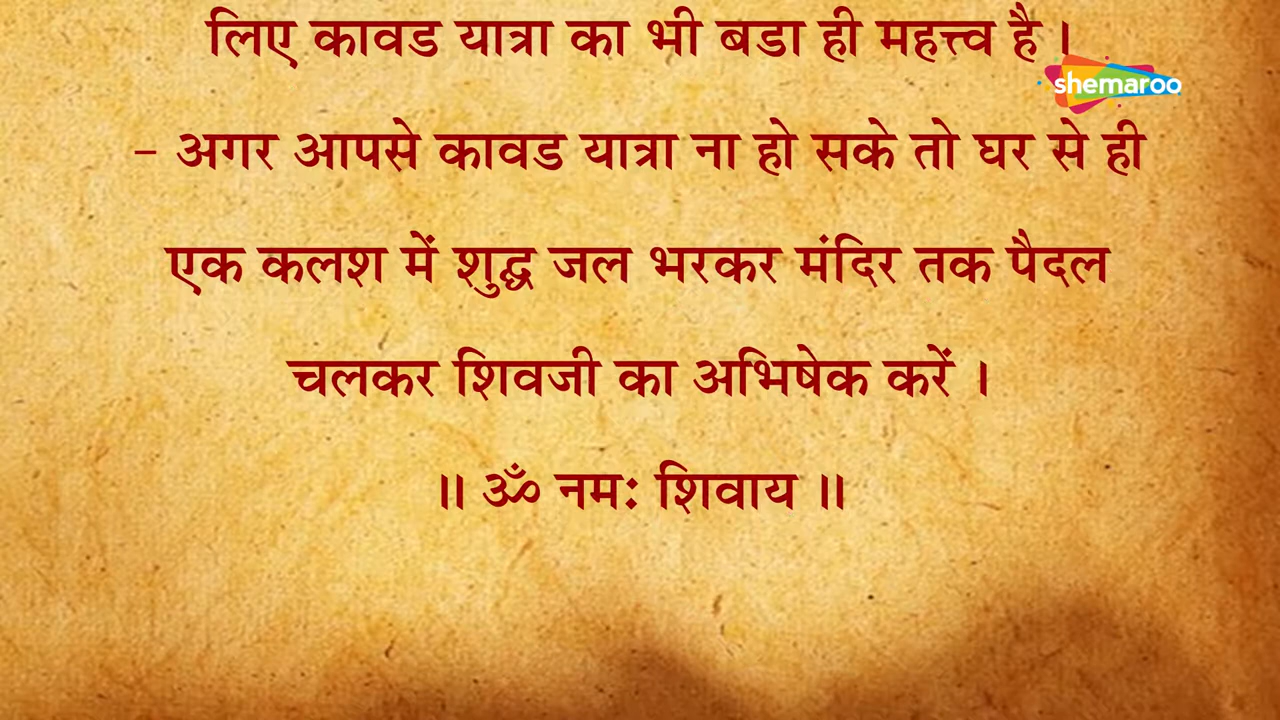 लिए कावड यात्रा का भी बडा ही महत्त्व है ।
shemaroo
- अगर आपसे कावड यात्रा ना हो सके तो घर से ही
एक कलश में शुद्ध जल भरकर मंदिर तक पैदल
चलकर शिवजी का अभिषेक करें ।
॥ ॐ नमः शिवाय ॥